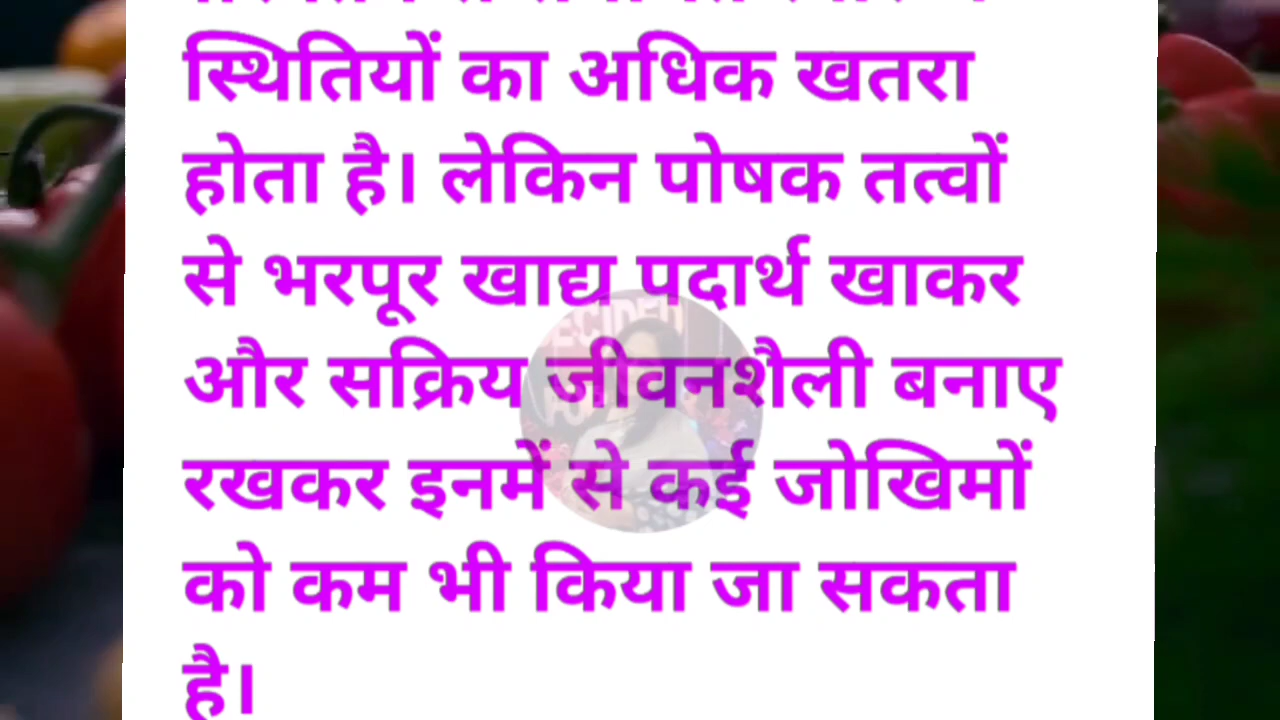 स्थितियों का अधिक खतरा
होता है। लेकिन पोषक तत्वों
से भरपूर खाद्य पदार्थ खाकर
और सक्रिय जीवनशैली बनाए
रखकर इनमें से कई जोखिमों
को कम भी किया जा सकता
है।